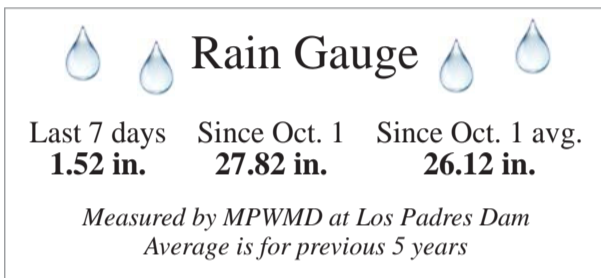 Rain Gauge
Last 7 days Since Oct. 1 Since Oct. 1 avg.
1.52 in. 27.82 in. 26.12 in.
Measured by MPWMD at Los Padres Dam
Average is for previous 5 years